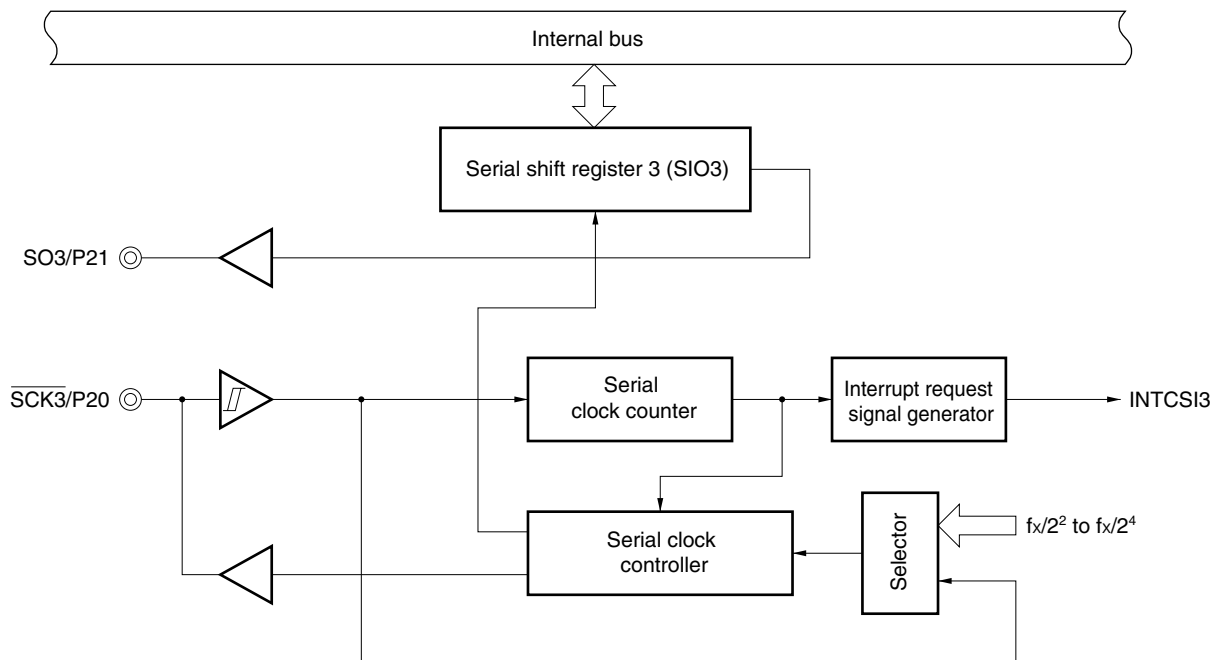 Internal bus
Serial shift register 3 (SIO3)
SO3/P21
S̅C̅K̅3̅/P20
Serial
clock counter
Interrupt request
signal generator
INTCSI3
Serial clock
controller
Selector
fx/2² to fx/2⁴